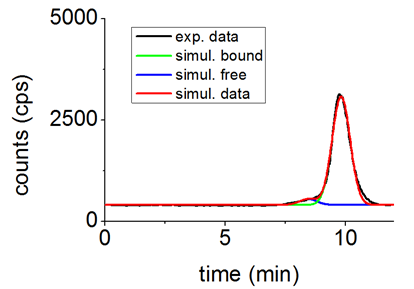 5000
exp. data
simul. bound
simul. free
simul. data
2500
0
counts (cps)
0 5 10
time (min)